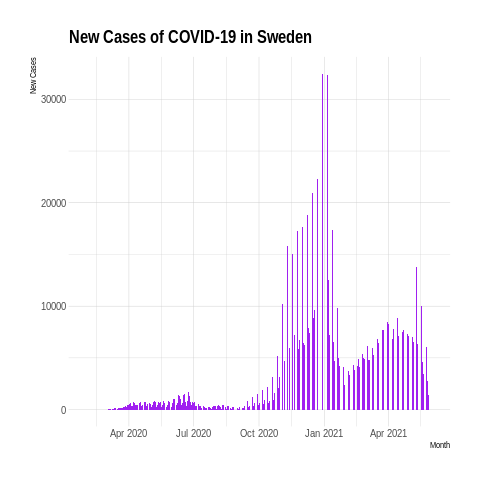 New Cases of COVID-19 in Sweden
New Cases
30000
20000
10000
0
Apr 2020 Jul 2020 Oct 2020 Jan 2021 Apr 2021
Month